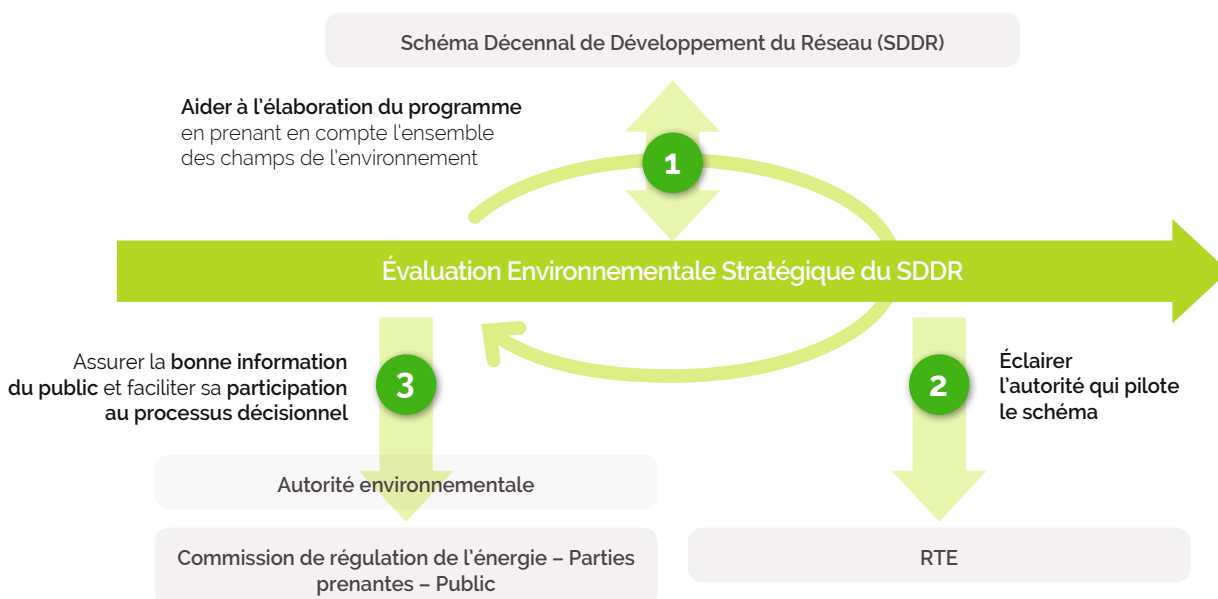 Schéma Décennal de Développement du Réseau (SDDR)
Aider à l'élaboration du programme
en prenant en compte l'ensemble
des champs de l'environnement
1
Évaluation Environnementale Stratégique du SDDR
Assurer la bonne information
du public et faciliter sa participation
au processus décisionnel
3
2
Éclairer
l'autorité qui pilote
le schéma
Autorité environnementale
Commission de régulation de l'énergie – Parties
prenantes – Public
RTE